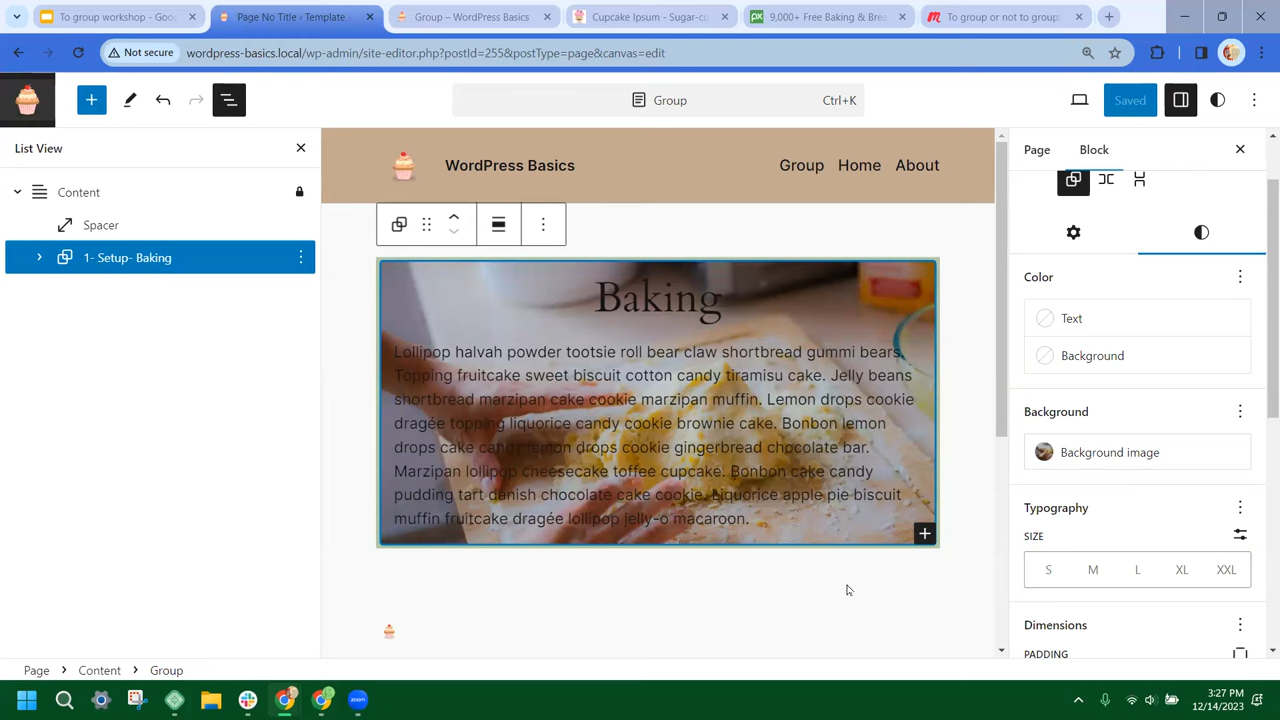 To group workshop - Goo
Page No Title ‹ Template
Group – WordPress Basics
Cupcake Ipsum - Sugar-co
9,000+ Free Baking & Brea
To group or not to group:
Not secure
wordpress-basics.local/wp-admin/site-editor.php?postId=255&postType=page&canvas=edit
Group
Ctrl+K
Saved
List View
Content
Spacer
1- Setup- Baking
WordPress Basics
Group Home About
Baking
Lollipop halvah powder tootsie roll bear claw shortbread gummi bears.
Topping fruitcake sweet biscuit cotton candy tiramisu cake. Jelly beans
shortbread marzipan cake cookie marzipan muffin. Lemon drops cookie
dragée topping liquorice candy cookie brownie cake. Bonbon lemon
drops cake candy lemon drops cookie gingerbread chocolate bar.
Marzipan lollipop cheesecake toffee cupcake. Bonbon cake candy
pudding tart danish chocolate cake cookie. Liquorice apple pie biscuit
muffin fruitcake dragée lollipop jelly-o macaroon.
Page
Block
Color
Text
Background
Background
Background image
Typography
SIZE
S M L XL XXL
Dimensions
PADDING
Page
Content
Group
zoom
3:27 PM
12/14/2023